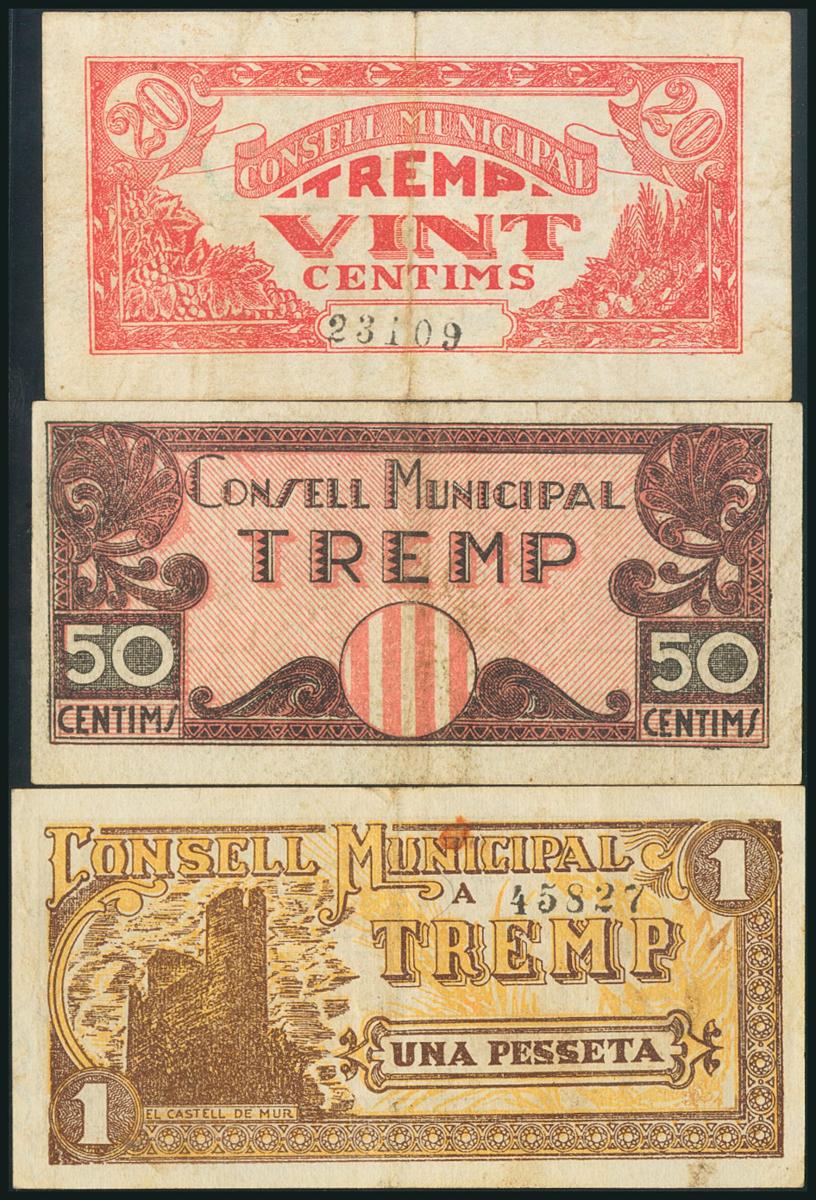 20 20
CONSELL MUNICIPAL
TREMP
VINT
CENTIMS
23109
CONSELL MUNICIPAL
TREMP
50 50
CENTIMS CENTIMS
CONSELL MUNICIPAL 1
A 45827
TREMP
UNA PESSETA
1 EL CASTELL DE MUR